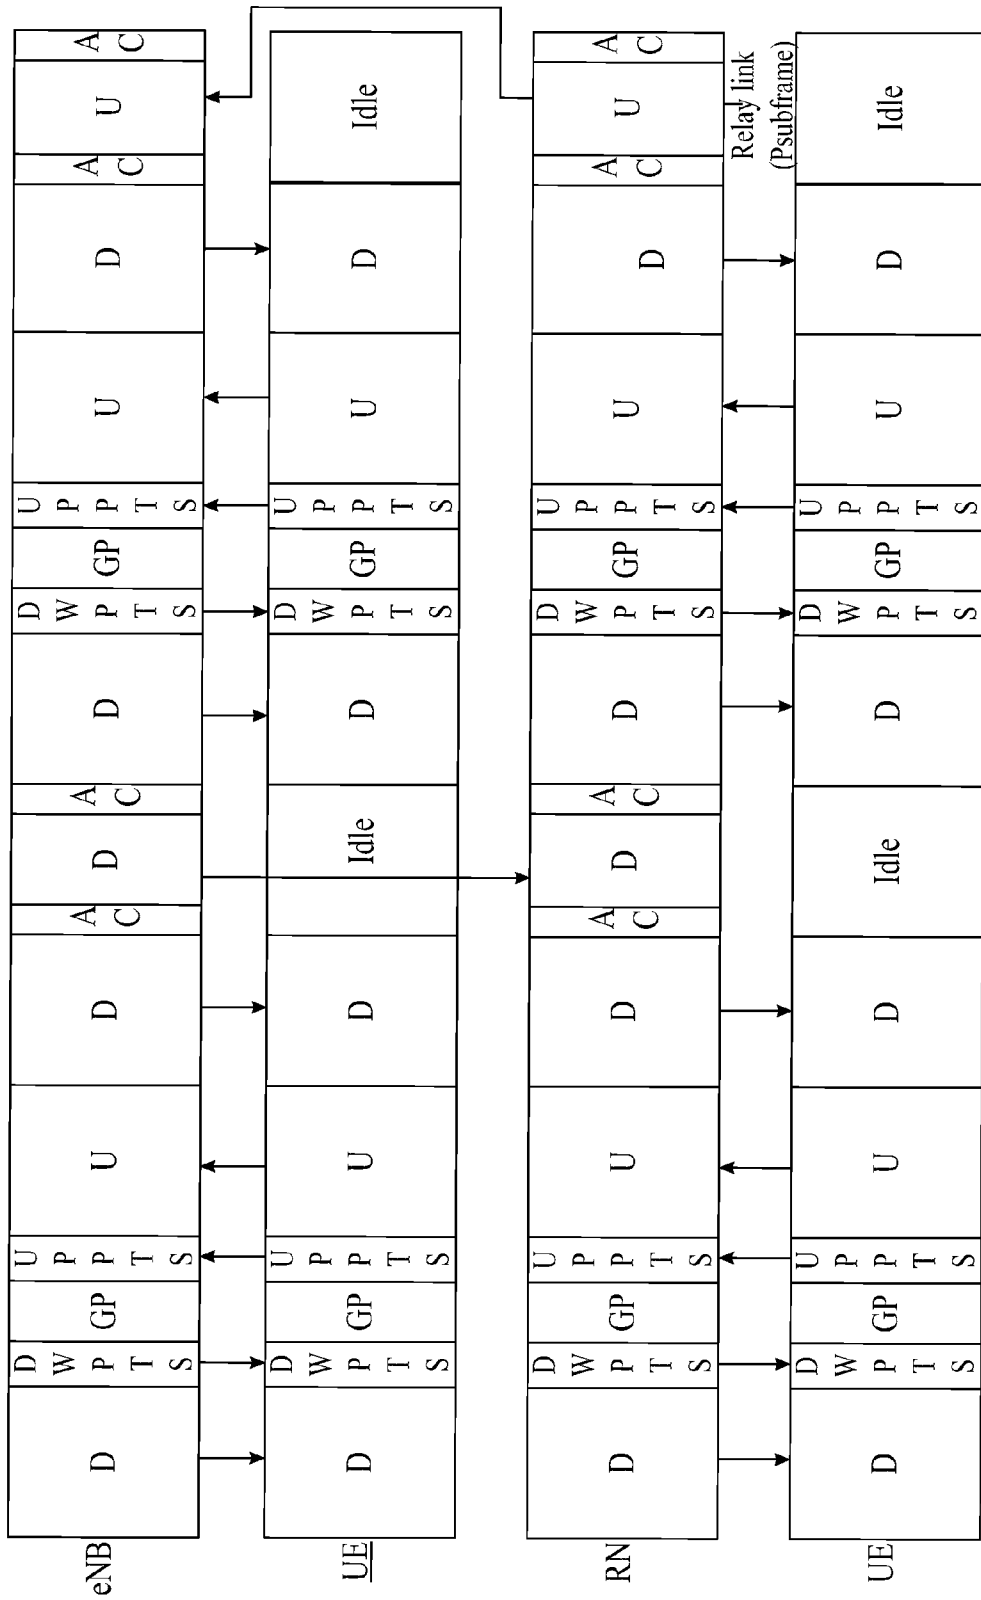 eNB D DWPTS GP UPPTS U D AC D AC D DWPTS GP UPPTS U D AC U AC
UE D DWPTS GP UPPTS U D Idle D DWPTS GP UPPTS U D Idle
RN D DWPTS GP UPPTS U D AC D AC D DWPTS GP UPPTS U D AC U AC
Relay link
(Psubframe)
UE D DWPTS GP UPPTS U D Idle D DWPTS GP UPPTS U D Idle